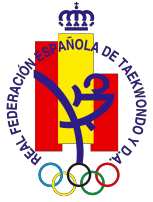 REAL FEDERACIÓN ESPAÑOLA DE TAEKWONDO Y D.A.